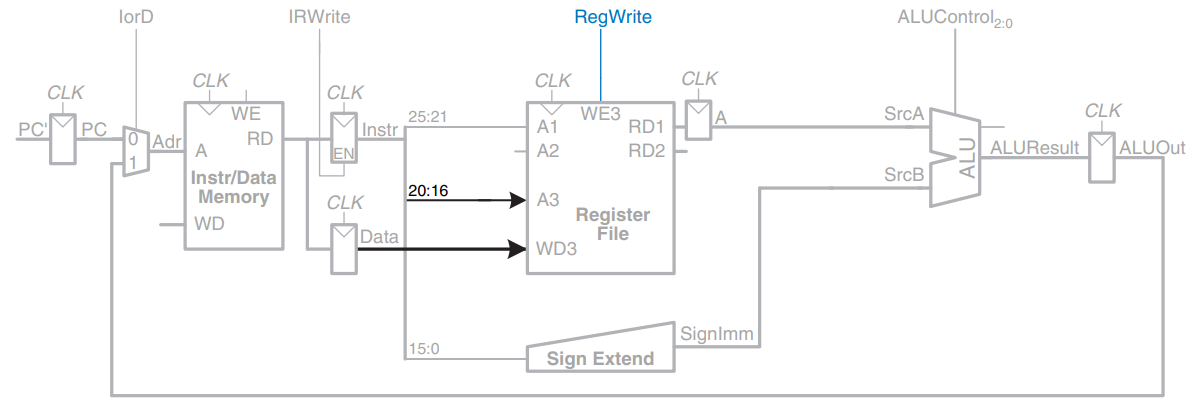 IorD IRWrite RegWrite ALUControl2:0
CLK CLK CLK CLK CLK CLK
PC' PC 0 1 Adr
WE
A RD
Instr/Data
Memory
WD
EN
Instr
CLK
Data
25:21
20:16
15:0
A1 WE3 RD1
A2 RD2
A3
Register
File
WD3
A
Sign Extend
SignImm
SrcA
SrcB
ALU
ALUResult
ALUOut